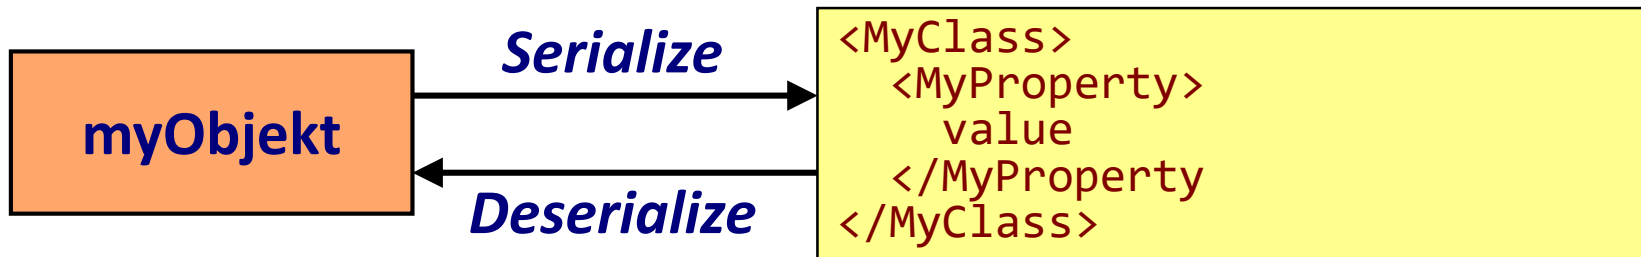 Serialize
myObjekt
Deserialize
<MyClass>
  <MyProperty>
    value
  </MyProperty
</MyClass>